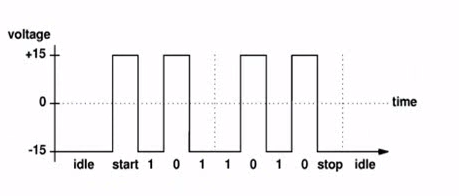 voltage
+15
0
time
-15
idle start 1 0 1 1 0 1 0 stop idle